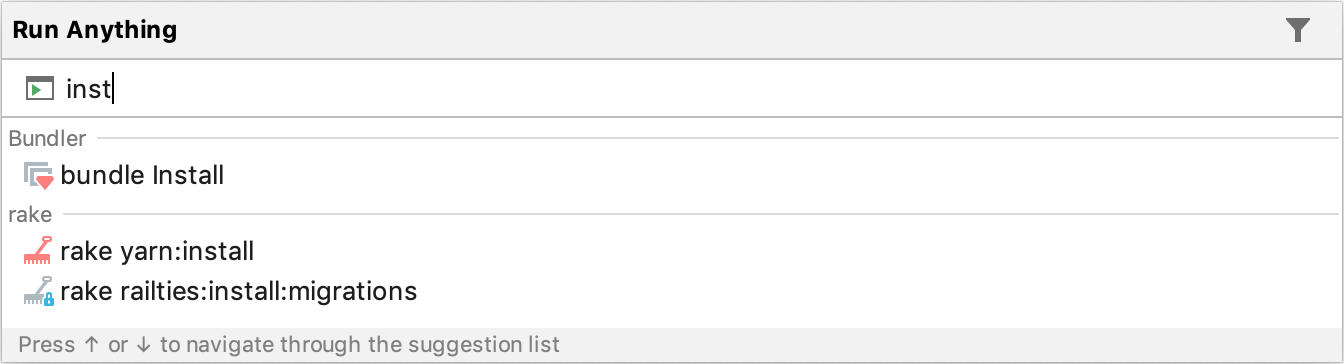 Run Anything
inst
Bundler
bundle Install
rake
rake yarn:install
rake railties:install:migrations
Press ↑ or ↓ to navigate through the suggestion list